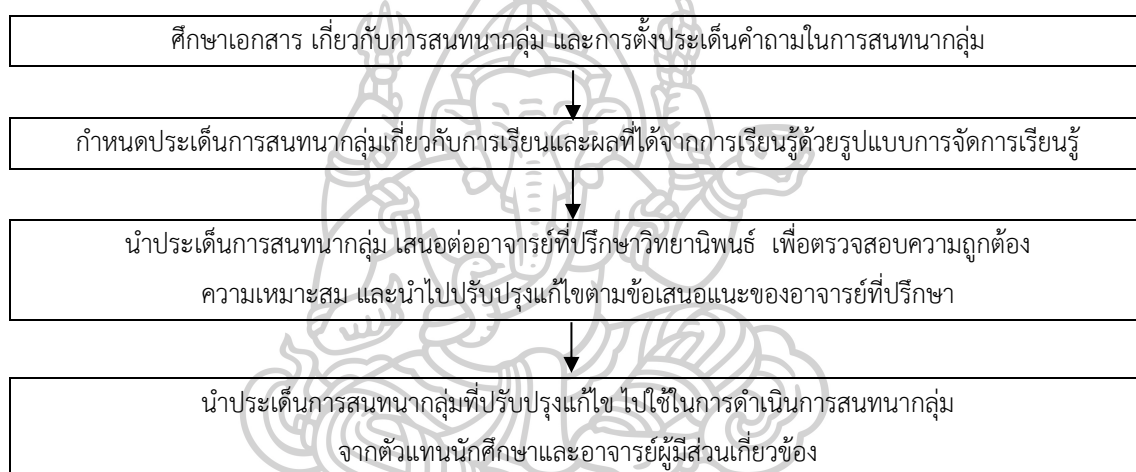 ศึกษาเอกสาร เกี่ยวกับการสนทนากลุ่ม และการตั้งประเด็นคำถามในการสนทนากลุ่ม
กำหนดประเด็นการสนทนากลุ่มเกี่ยวกับการเรียนและผลที่ได้จากการเรียนรู้ด้วยรูปแบบการจัดการเรียนรู้
นำประเด็นการสนทนากลุ่ม เสนอต่ออาจารย์ที่ปรึกษาวิทยานิพนธ์ เพื่อตรวจสอบความถูกต้อง
ความเหมาะสม และนำไปปรับปรุงแก้ไขตามข้อเสนอแนะของอาจารย์ที่ปรึกษา
นำประเด็นการสนทนากลุ่มที่ปรับปรุงแก้ไข ไปใช้ในการดำเนินการสนทนากลุ่ม
จากตัวแทนนักศึกษาและอาจารย์ผู้มีส่วนเกี่ยวข้อง